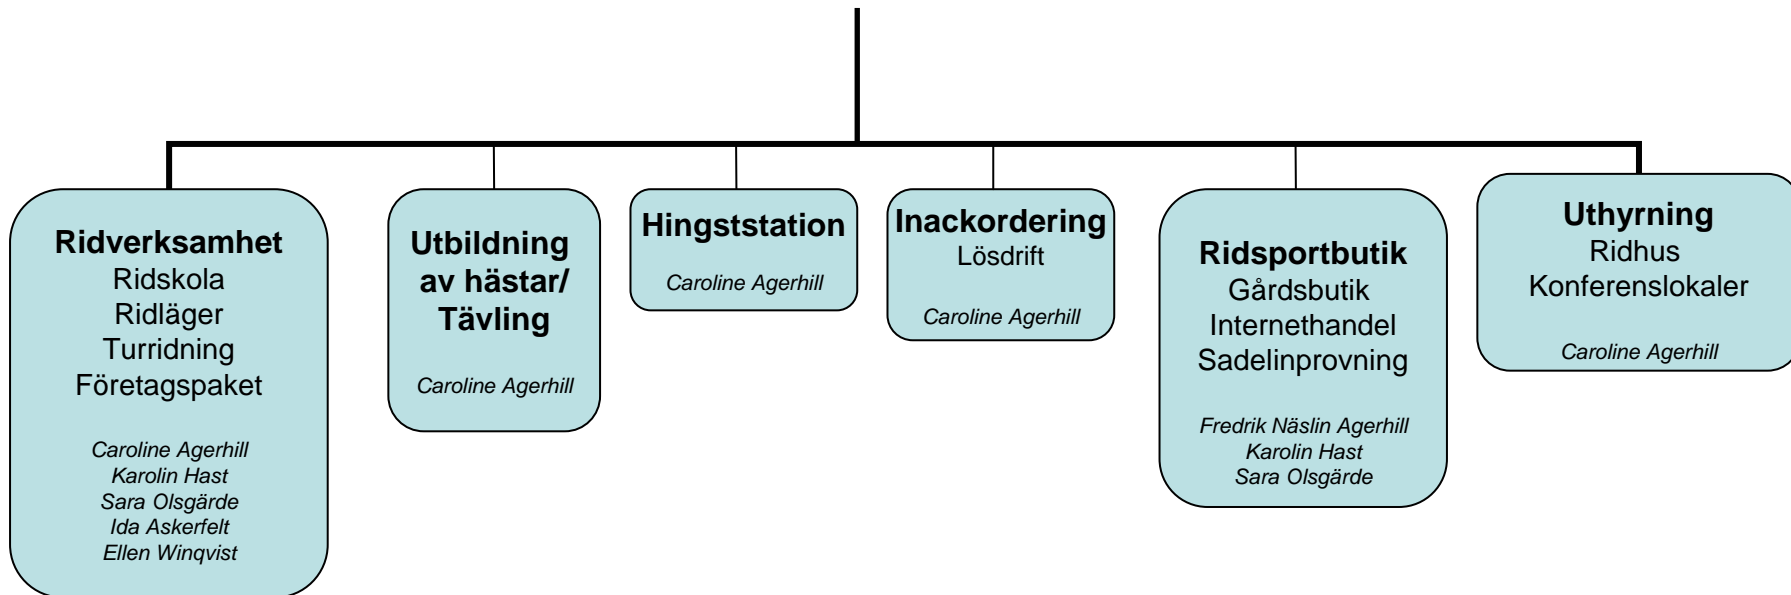 Ridverksamhet
Ridskola
Ridläger
Turridning
Företagspaket
Caroline Agerhill
Karolin Hast
Sara Olsgärde
Ida Askerfelt
Ellen Winqvist
Utbildning
av hästar/
Tävling
Caroline Agerhill
Hingststation
Caroline Agerhill
Inackordering
Lösdrift
Caroline Agerhill
Ridsportbutik
Gårdsbutik
Internethandel
Sadelinprovning
Fredrik Näslin Agerhill
Karolin Hast
Sara Olsgärde
Uthyrning
Ridhus
Konferenslokaler
Caroline Agerhill